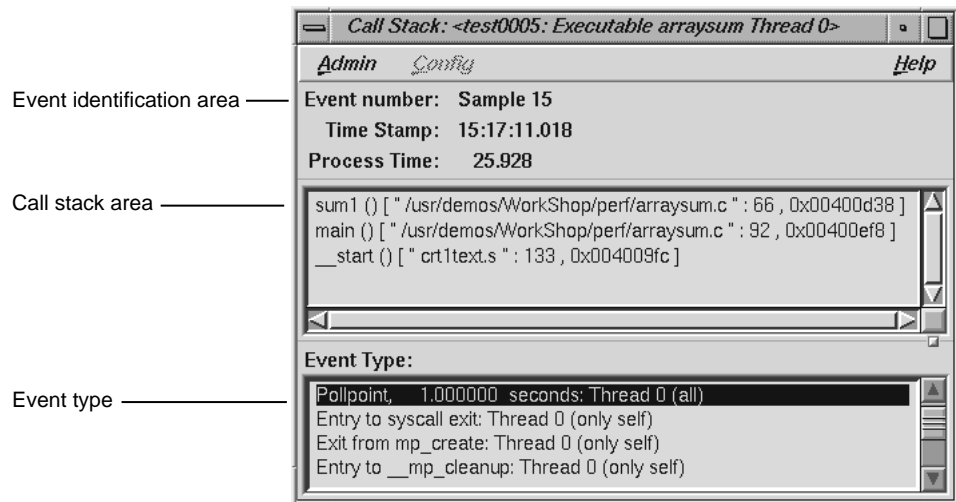 Call Stack: <test0005: Executable arraysum Thread 0>
Admin Config Help
Event identification area
Event number: Sample 15
Time Stamp: 15:17:11.018
Process Time: 25.928
Call stack area
sum1 () [ " /usr/demos/WorkShop/perf/arraysum.c " : 66 , 0x00400d38 ]
main () [ " /usr/demos/WorkShop/perf/arraysum.c " : 92 , 0x00400ef8 ]
__start () [ " crt1text.s " : 133 , 0x004009fc ]
Event Type:
Event type
Pollpoint, 1.000000 seconds: Thread 0 (all)
Entry to syscall exit: Thread 0 (only self)
Exit from mp_create: Thread 0 (only self)
Entry to __mp_cleanup: Thread 0 (only self)